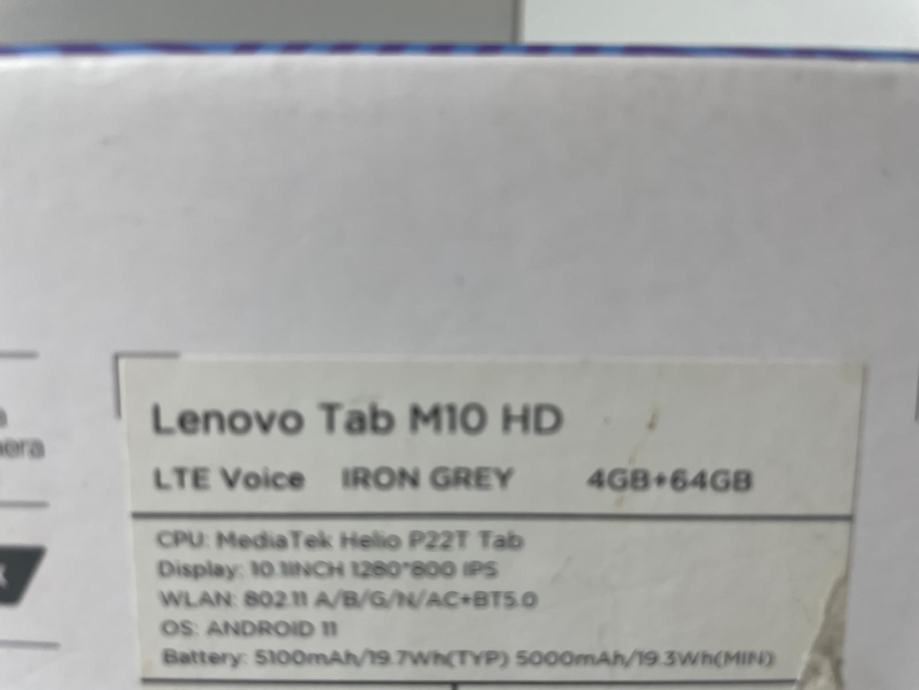 Lenovo Tab M10 HD
LTE Voice IRON GREY 4GB+64GB
CPU: MediaTek Helio P22T Tab
Display: 10.1INCH 1280*800 IPS
WLAN: 802.11 A/B/G/N/AC+BT5.0
OS: ANDROID 11
Battery: 5100mAh/19.7Wh(TYP) 5000mAh/19.3Wh(MIN)